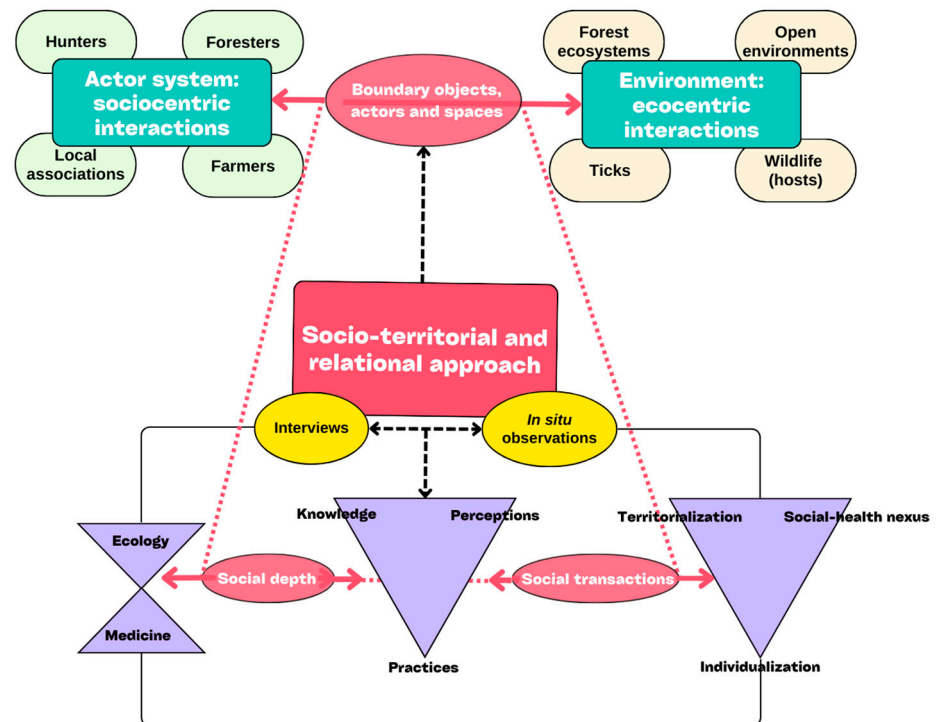 Hunters
Foresters
Actor system:
sociocentric
interactions
Local
associations
Farmers
Boundary objects,
actors and spaces
Forest
ecosystems
Open
environments
Environment:
ecocentric
interactions
Ticks
Wildlife
(hosts)
Socio-territorial and
relational approach
Interviews
In situ
observations
Ecology
Medicine
Social depth
Knowledge
Perceptions
Practices
Social transactions
Territorialization
Social-health nexus
Individualization